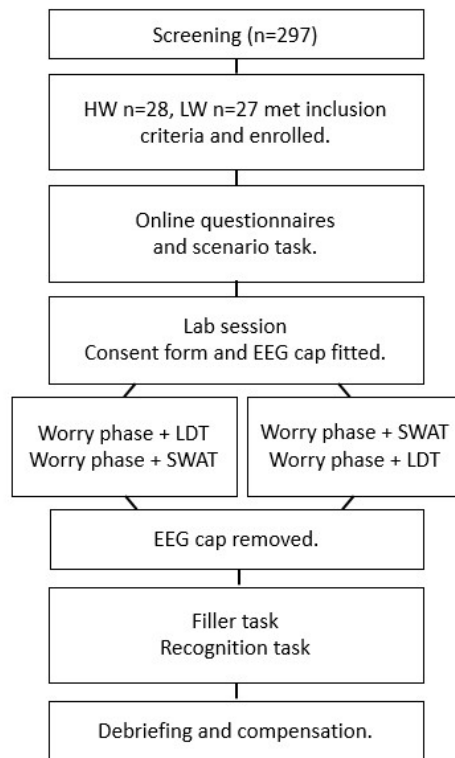 Screening (n=297)
HW n=28, LW n=27 met inclusion
criteria and enrolled.
Online questionnaires
and scenario task.
Lab session
Consent form and EEG cap fitted.
Worry phase + LDT
Worry phase + SWAT
Worry phase + SWAT
Worry phase + LDT
EEG cap removed.
Filler task
Recognition task
Debriefing and compensation.